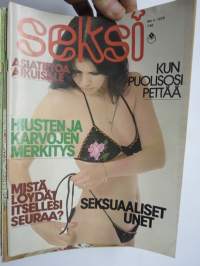 seksi
ASIATIETOA
AIKUISILLE
KUN
PUOLISOSI
PETTÄÄ
HIUSTEN JA
KARVOJEN
MERKITYS
MISTÄ
LÖYDÄT
ITSELLESI
SEURAA?
SEKSUAALISET
UNET